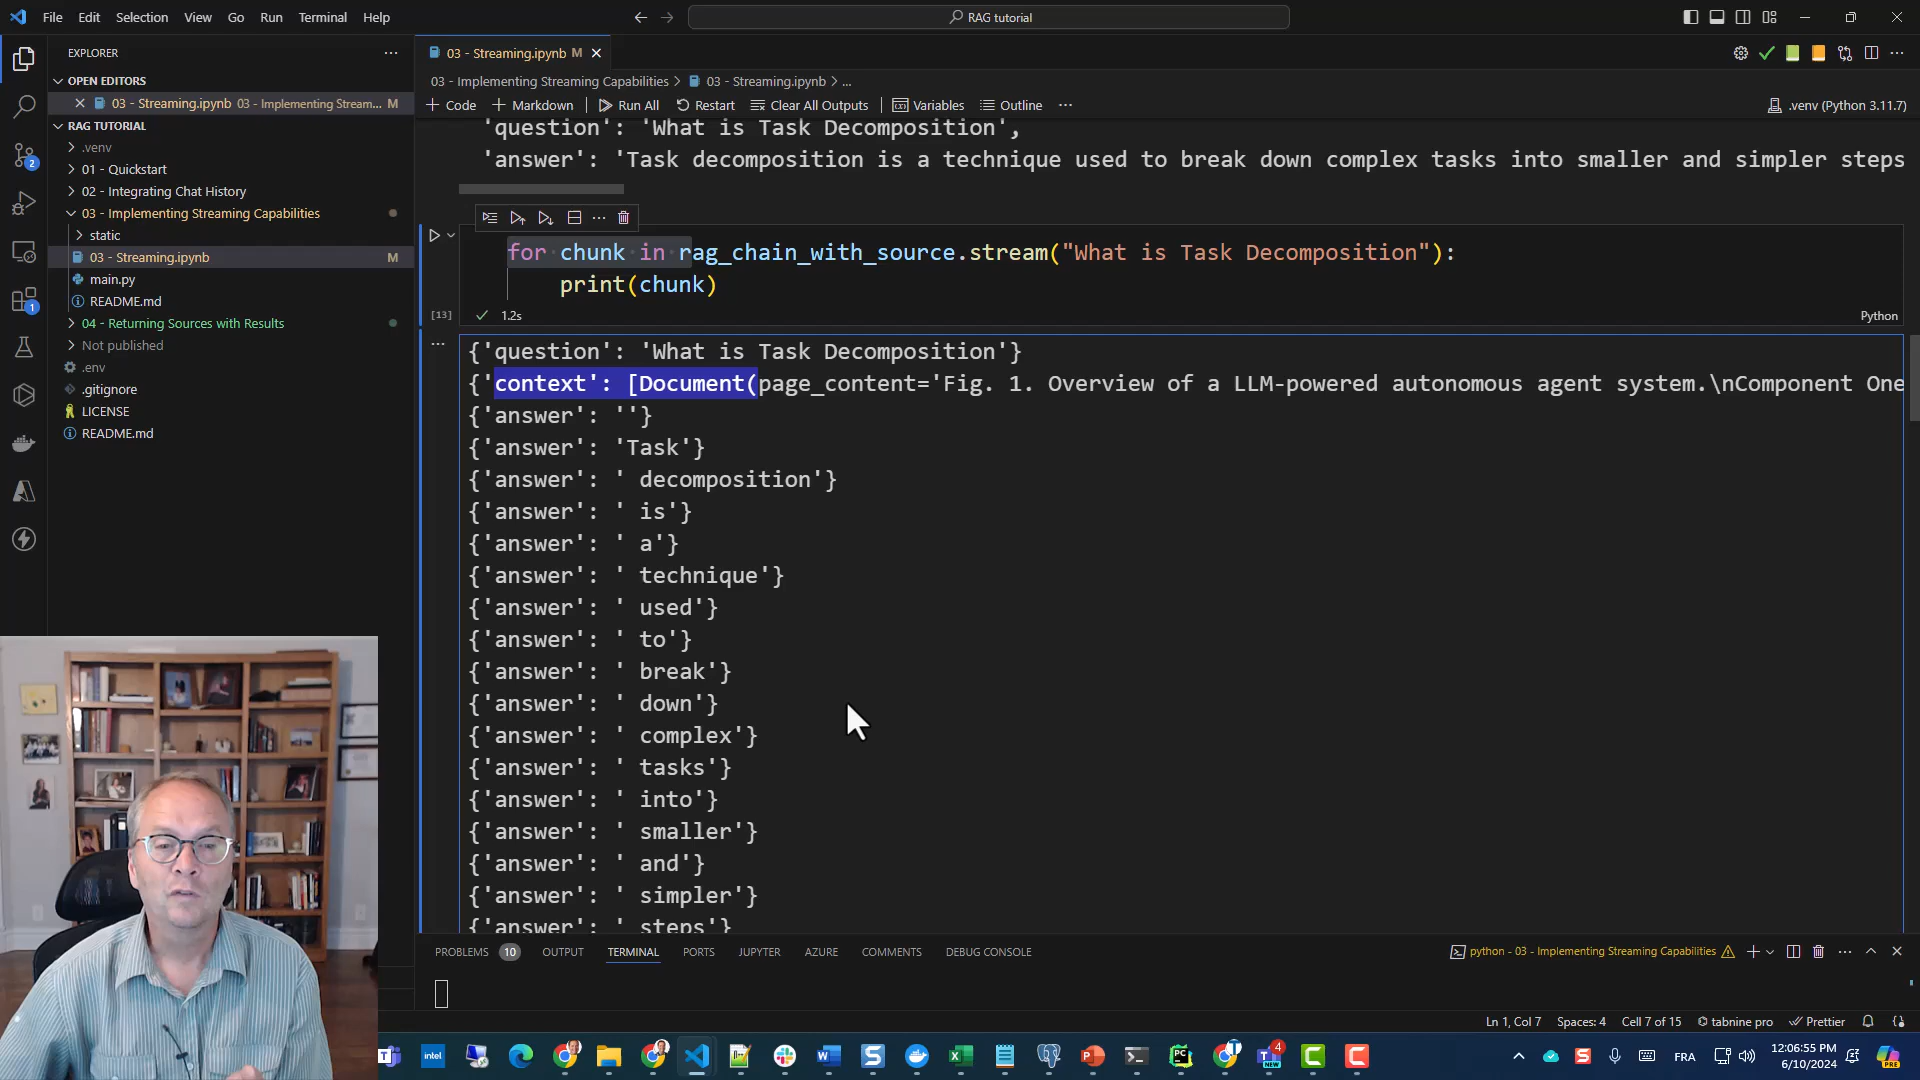 File Edit Selection View Go Run Terminal Help
RAG tutorial
EXPLORER
OPEN EDITORS
03 - Streaming.ipynb 03 - Implementing Stream... M
RAG TUTORIAL
.venv
01 - Quickstart
02 - Integrating Chat History
03 - Implementing Streaming Capabilities
static
03 - Streaming.ipynb M
main.py
README.md
04 - Returning Sources with Results
Not published
.env
.gitignore
LICENSE
README.md
2
1
03 - Streaming.ipynb M
03 - Implementing Streaming Capabilities > 03 - Streaming.ipynb > ...
Code Markdown Run All Restart Clear All Outputs Variables Outline ...
.venv (Python 3.11.7)
'question': 'What is Task Decomposition',
'answer': 'Task decomposition is a technique used to break down complex tasks into smaller and simpler steps
for chunk in rag_chain_with_source.stream("What is Task Decomposition"):
print(chunk)
[13] 1.2s
Python
{'question': 'What is Task Decomposition'}
{'context': [Document(page_content='Fig. 1. Overview of a LLM-powered autonomous agent system.\nComponent One
{'answer': ''}
{'answer': 'Task'}
{'answer': ' decomposition'}
{'answer': ' is'}
{'answer': ' a'}
{'answer': ' technique'}
{'answer': ' used'}
{'answer': ' to'}
{'answer': ' break'}
{'answer': ' down'}
{'answer': ' complex'}
{'answer': ' tasks'}
{'answer': ' into'}
{'answer': ' smaller'}
{'answer': ' and'}
{'answer': ' simpler'}
{'answer': ' steps'}
PROBLEMS 10 OUTPUT TERMINAL PORTS JUPYTER AZURE COMMENTS DEBUG CONSOLE
python - 03 - Implementing Streaming Capabilities
Ln 1, Col 7 Spaces: 4 Cell 7 of 15 tabnine pro Prettier
intel
4
FRA
12:06:55 PM
6/10/2024